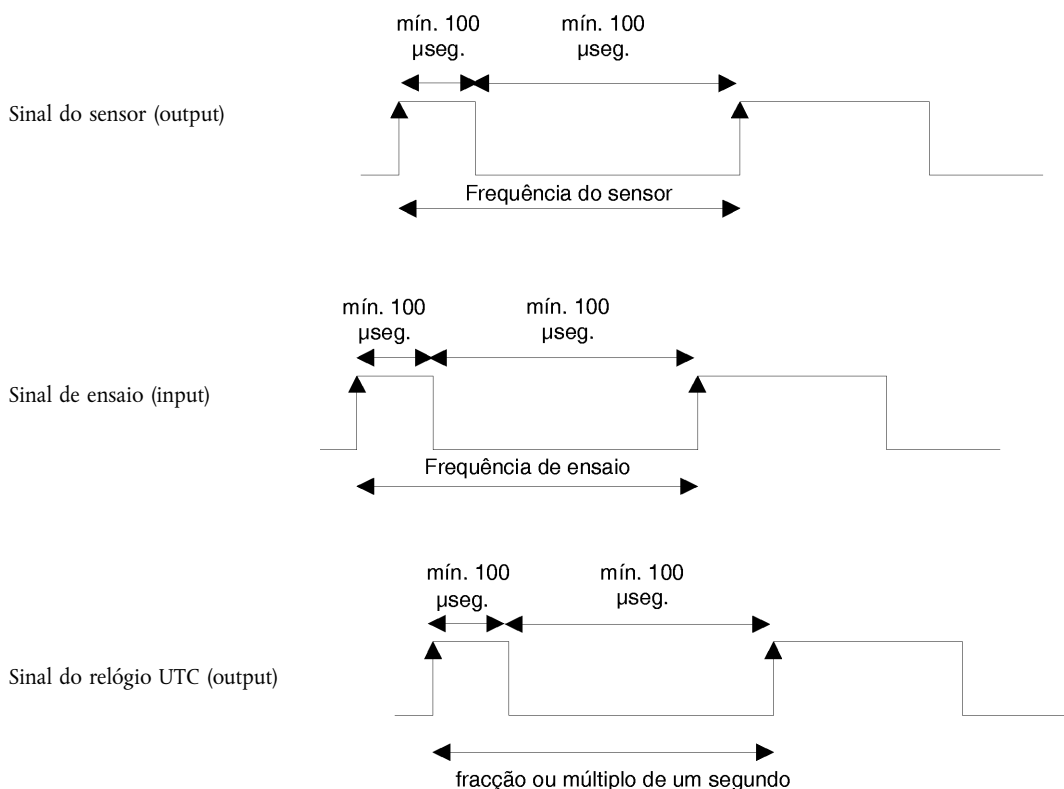 mín. 100
µseg.
mín. 100
µseg.
Sinal do sensor (output)
Frequência do sensor
mín. 100
µseg.
mín. 100
µseg.
Sinal de ensaio (input)
Frequência de ensaio
mín. 100
µseg.
mín. 100
µseg.
Sinal do relógio UTC (output)
fracção ou múltiplo de um segundo